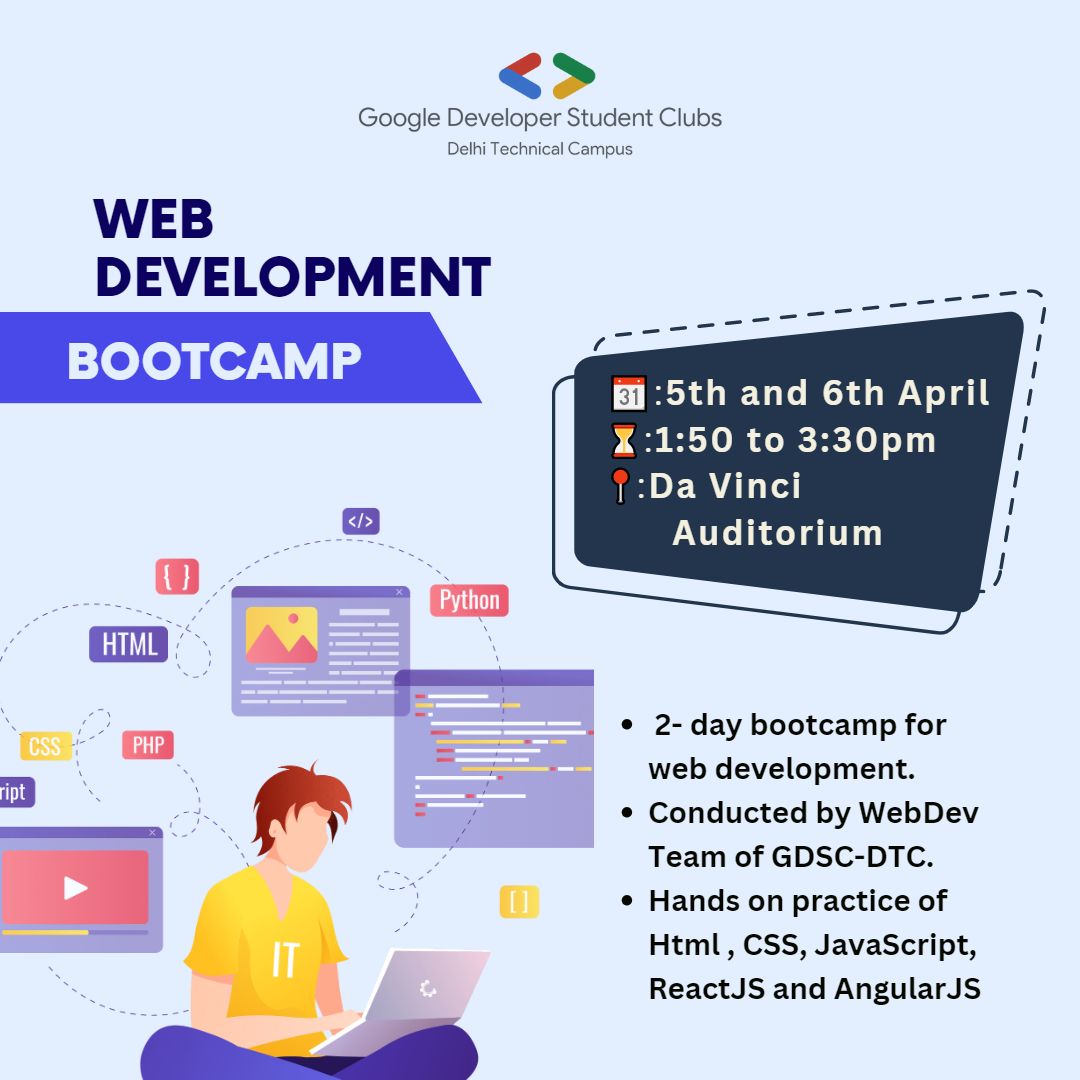 Google Developer Student Clubs
Delhi Technical Campus
WEB
DEVELOPMENT
BOOTCAMP
31 :5th and 6th April
:1:50 to 3:30pm
:Da Vinci
Auditorium
</>
{ }
Python
HTML
CSS
PHP
ript
[ ]
IT
• 2- day bootcamp for
web development.
• Conducted by WebDev
Team of GDSC-DTC.
• Hands on practice of
Html , CSS, JavaScript,
ReactJS and AngularJS